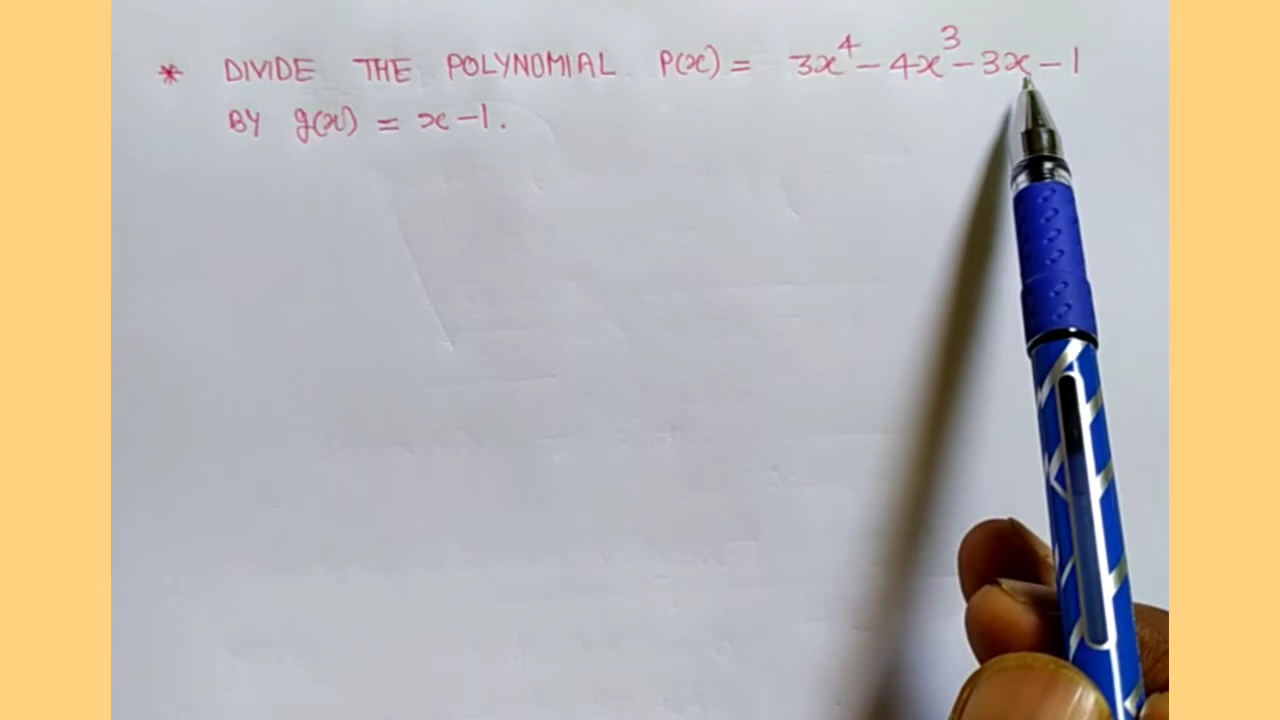 * DIVIDE THE POLYNOMIAL P(x) = 3x⁴ - 4x³ - 3x - 1
BY g(x) = x - 1.